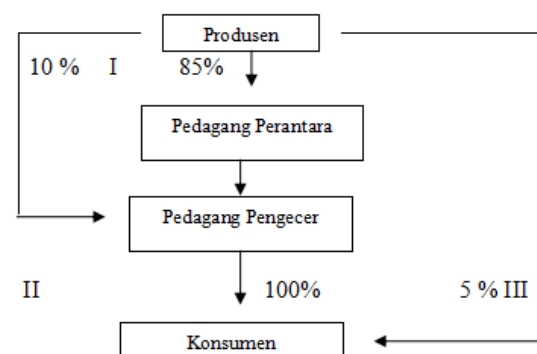 Produsen
10 % I 85%
Pedagang Perantara
Pedagang Pengecer
II 100% 5 % III
Konsumen